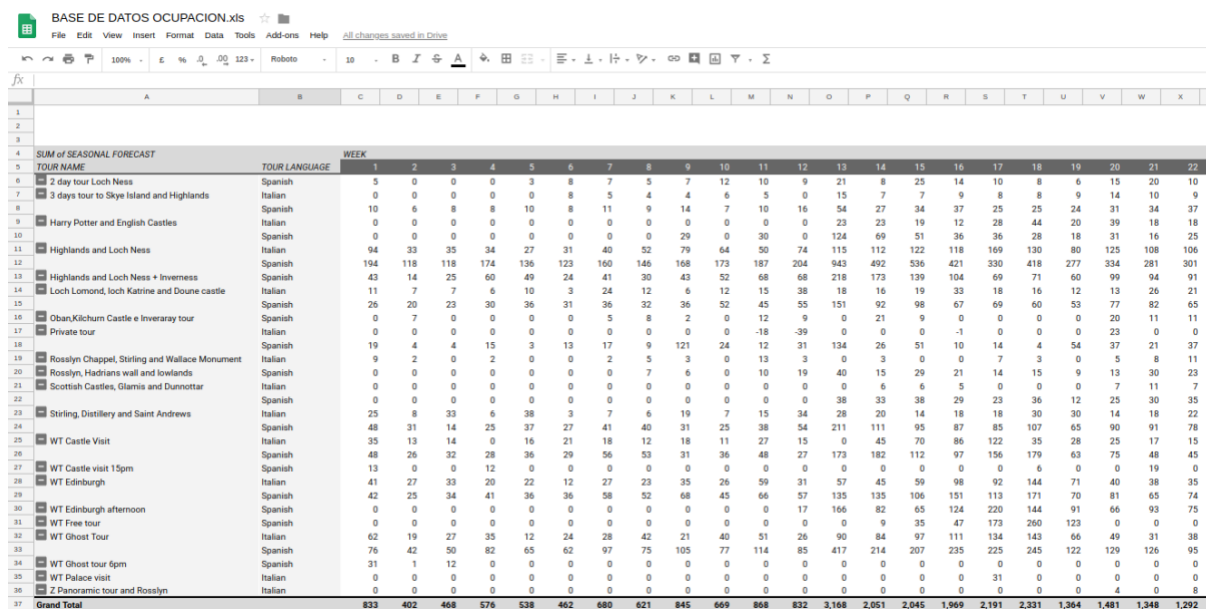 BASE DE DATOS OCUPACION.xls
File Edit View Insert Format Data Tools Add-ons Help All changes saved in Drive
100% £ % .0 .00 123 Roboto 10 B I S A
fx
A B C D E F G H I J K L M N O P Q R S T U V W X
1
2
3
4 SUM of SEASONAL FORECAST WEEK
5 TOUR NAME TOUR LANGUAGE 1 2 3 4 5 6 7 8 9 10 11 12 13 14 15 16 17 18 19 20 21 22
6 2 day tour Loch Ness Spanish 5 0 0 0 3 8 7 5 7 12 10 9 21 8 25 14 10 8 6 15 20 10
7 3 days tour to Skye Island and Highlands Italian 0 0 0 0 0 8 5 4 4 6 5 0 15 7 7 9 8 8 9 14 10 9
8 Spanish 10 6 8 8 10 8 11 9 14 7 10 16 54 27 34 37 25 25 24 31 34 37
9 Harry Potter and English Castles Italian 0 0 0 0 0 0 0 0 0 0 0 0 23 23 19 12 28 44 20 39 18 18
10 Spanish 0 0 0 0 0 0 0 0 29 0 30 0 124 69 51 36 36 28 18 31 16 25
11 Highlands and Loch Ness Italian 94 33 35 34 27 31 40 52 79 64 50 74 115 112 122 118 169 130 80 125 108 106
12 Spanish 194 118 118 174 136 123 160 146 168 173 187 204 943 492 536 421 330 418 277 334 281 301
13 Highlands and Loch Ness + Inverness Spanish 43 14 25 60 49 24 41 30 43 52 68 68 218 173 139 104 69 71 60 99 94 91
14 Loch Lomond, loch Katrine and Doune castle Italian 11 7 7 6 10 3 24 12 6 12 15 38 18 16 19 33 18 16 12 13 26 21
15 Spanish 26 20 23 30 36 31 36 32 36 52 45 55 151 92 98 67 69 60 53 77 82 65
16 Oban,Kilchurn Castle e Inveraray tour Spanish 0 7 0 0 0 0 5 8 2 0 12 9 0 21 9 0 0 0 0 20 11 11
17 Private tour Italian 0 0 0 0 0 0 0 0 0 0 -18 -39 0 0 0 -1 0 0 0 23 0 0
18 Spanish 19 4 4 15 3 13 17 9 121 24 12 31 134 26 51 10 14 4 54 37 21 37
19 Rosslyn Chappel, Stirling and Wallace Monument Italian 9 2 0 2 0 0 2 5 3 0 13 3 0 3 0 0 7 3 0 5 8 11
20 Rosslyn, Hadrians wall and lowlands Spanish 0 0 0 0 0 0 0 7 6 0 10 19 40 15 29 21 14 15 9 13 30 23
21 Scottish Castles, Glamis and Dunnottar Italian 0 0 0 0 0 0 0 0 0 0 0 0 0 6 6 5 0 0 0 7 11 7
22 Spanish 0 0 0 0 0 0 0 0 0 0 0 0 38 33 38 29 23 36 12 25 30 35
23 Stirling, Distillery and Saint Andrews Italian 25 8 33 6 38 3 7 6 19 7 15 34 28 20 14 18 18 30 30 14 18 22
24 Spanish 48 31 14 25 37 27 41 40 31 25 38 54 211 111 95 87 85 107 65 90 91 78
25 WT Castle Visit Italian 35 13 14 0 16 21 18 12 18 11 27 15 0 45 70 86 122 35 28 25 17 15
26 Spanish 48 26 32 28 36 29 56 53 31 36 48 27 173 182 112 97 156 179 63 75 48 45
27 WT Castle visit 15pm Spanish 13 0 0 12 0 0 0 0 0 0 0 0 0 0 0 0 0 6 0 0 19 0
28 WT Edinburgh Italian 41 27 33 20 22 12 27 23 35 26 59 31 57 45 59 98 92 144 71 40 38 35
29 Spanish 42 25 34 41 36 36 58 52 68 45 66 57 135 135 106 151 113 171 70 81 65 74
30 WT Edinburgh afternoon Spanish 0 0 0 0 0 0 0 0 0 0 0 17 166 82 65 124 220 144 91 66 93 75
31 WT Free tour Spanish 0 0 0 0 0 0 0 0 0 0 0 0 0 9 35 47 173 260 123 0 0 0
32 WT Ghost Tour Italian 62 19 27 35 12 24 28 42 21 40 51 26 90 84 97 111 134 143 66 49 31 38
33 Spanish 76 42 50 82 65 62 97 75 105 77 114 85 417 214 207 235 225 245 122 129 126 95
34 WT Ghost tour 6pm Spanish 31 1 12 0 0 0 0 0 0 0 0 0 0 0 0 0 0 0 0 0 0 0
35 WT Palace visit Italian 0 0 0 0 0 0 0 0 0 0 0 0 0 0 0 0 31 0 0 0 0 0
36 Z Panoramic tour and Rosslyn Italian 0 0 0 0 0 0 0 0 0 0 0 0 0 0 0 0 0 0 0 4 0 8
37 Grand Total 833 402 468 576 538 462 680 621 845 669 868 832 3,168 2,051 2,045 1,969 2,191 2,331 1,364 1,481 1,348 1,292